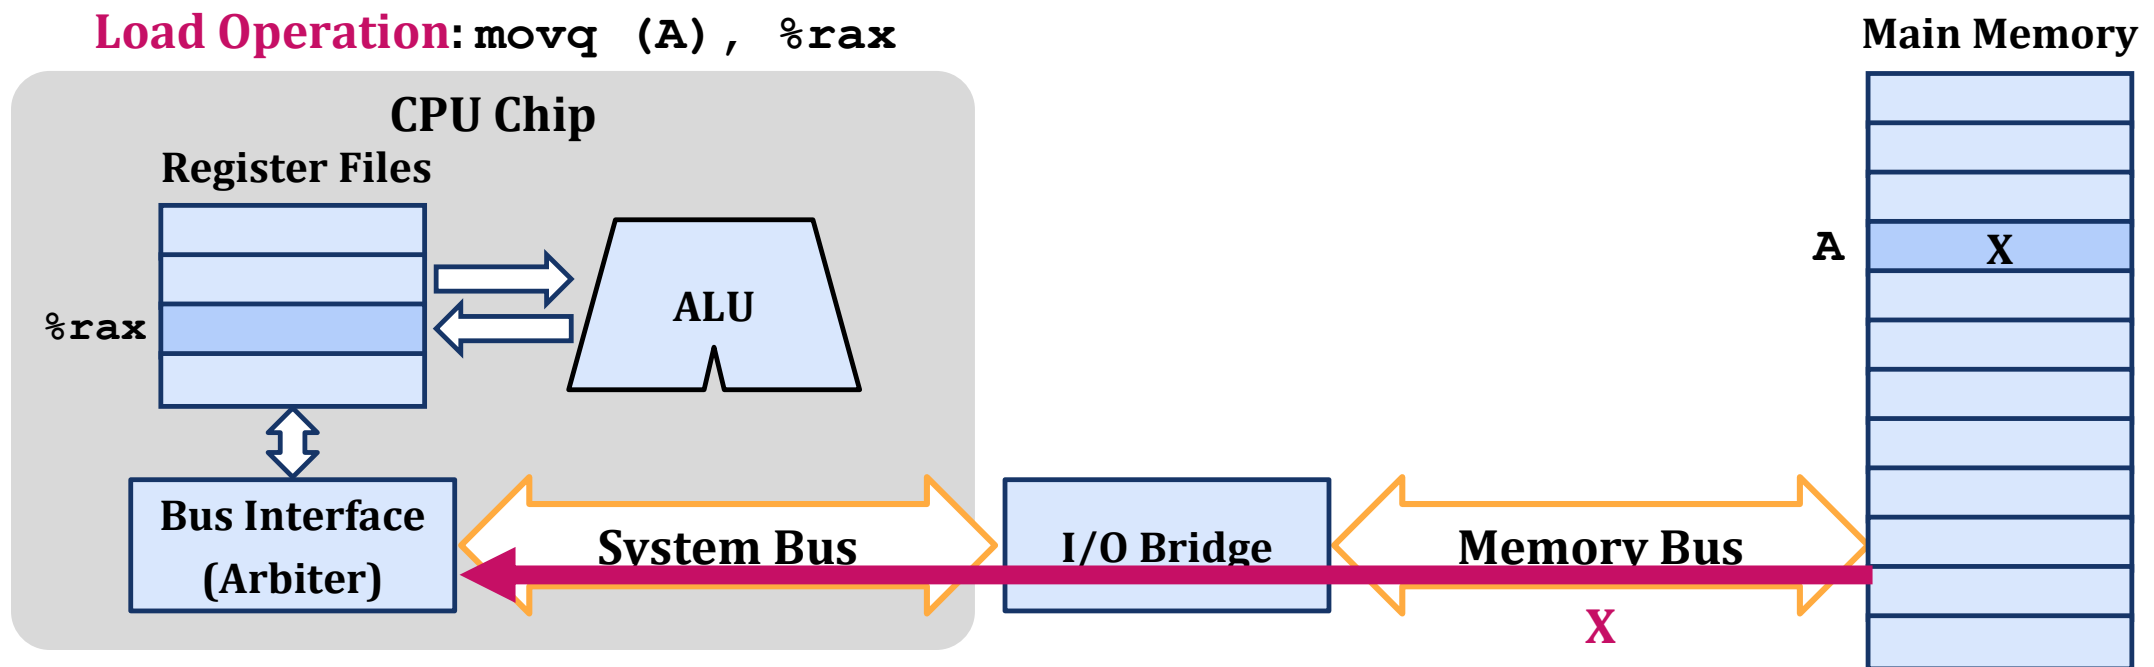 Load Operation: movq (A), %rax
Main Memory
CPU Chip
Register Files
A
X
%rax
ALU
Bus Interface
(Arbiter)
System Bus
I/O Bridge
Memory Bus
X